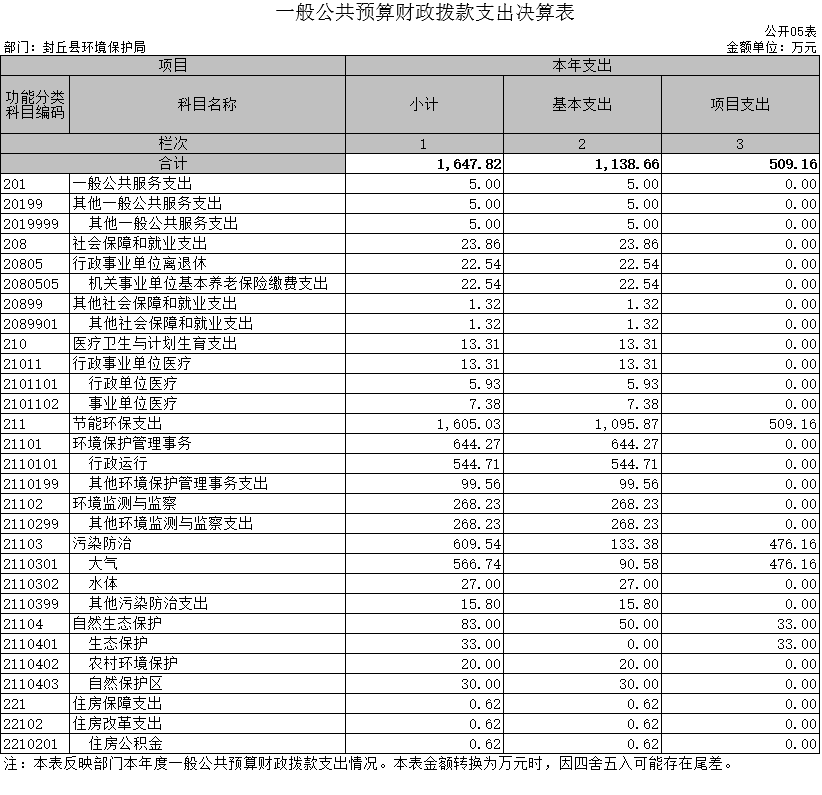 一般公共预算财政拨款支出决算表
公开05表
部门：封丘县环境保护局 金额单位：万元
项目 本年支出
功能分类科目编码 科目名称 小计 基本支出 项目支出
栏次 1 2 3
合计 1,647.82 1,138.66 509.16
201 一般公共服务支出 5.00 5.00 0.00
20199 其他一般公共服务支出 5.00 5.00 0.00
2019999 其他一般公共服务支出 5.00 5.00 0.00
208 社会保障和就业支出 23.86 23.86 0.00
20805 行政事业单位离退休 22.54 22.54 0.00
2080505 机关事业单位基本养老保险缴费支出 22.54 22.54 0.00
20899 其他社会保障和就业支出 1.32 1.32 0.00
2089901 其他社会保障和就业支出 1.32 1.32 0.00
210 医疗卫生与计划生育支出 13.31 13.31 0.00
21011 行政事业单位医疗 13.31 13.31 0.00
2101101 行政单位医疗 5.93 5.93 0.00
2101102 事业单位医疗 7.38 7.38 0.00
211 节能环保支出 1,605.03 1,095.87 509.16
21101 环境保护管理事务 644.27 644.27 0.00
2110101 行政运行 544.71 544.71 0.00
2110199 其他环境保护管理事务支出 99.56 99.56 0.00
21102 环境监测与监察 268.23 268.23 0.00
2110299 其他环境监测与监察支出 268.23 268.23 0.00
21103 污染防治 609.54 133.38 476.16
2110301 大气 566.74 90.58 476.16
2110302 水体 27.00 27.00 0.00
2110399 其他污染防治支出 15.80 15.80 0.00
21104 自然生态保护 83.00 50.00 33.00
2110401 生态保护 33.00 0.00 33.00
2110402 农村环境保护 20.00 20.00 0.00
2110403 自然保护区 30.00 30.00 0.00
221 住房保障支出 0.62 0.62 0.00
22102 住房改革支出 0.62 0.62 0.00
2210201 住房公积金 0.62 0.62 0.00
注：本表反映部门本年度一般公共预算财政拨款支出情况。本表金额转换为万元时，因四舍五入可能存在尾差。